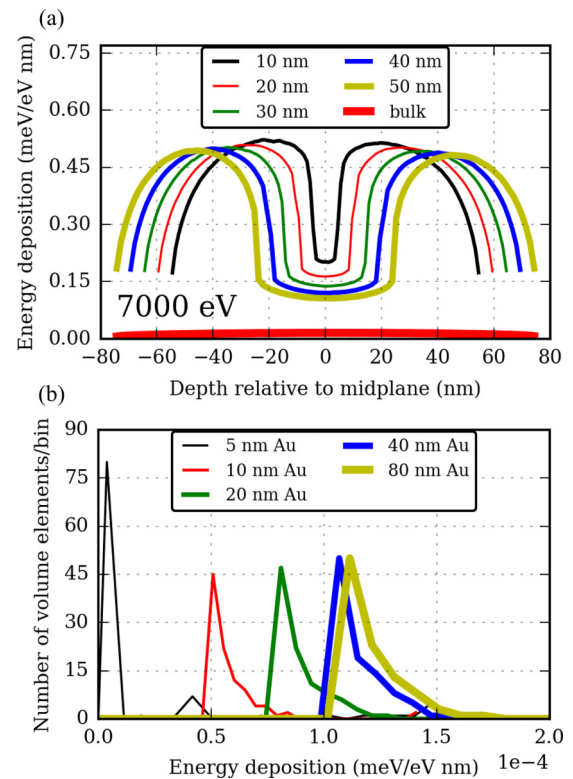 (a)
Energy deposition (meV/eV nm)
0.75
0.60
0.45
0.30
0.15
0.00
10 nm
20 nm
30 nm
40 nm
50 nm
bulk
7000 eV
−80 −60 −40 −20 0 20 40 60 80
Depth relative to midplane (nm)
(b)
Number of volume elements/bin
90
75
60
45
30
15
0
5 nm Au
10 nm Au
20 nm Au
40 nm Au
80 nm Au
0.0 0.5 1.0 1.5 2.0
1e−4
Energy deposition (meV/eV nm)